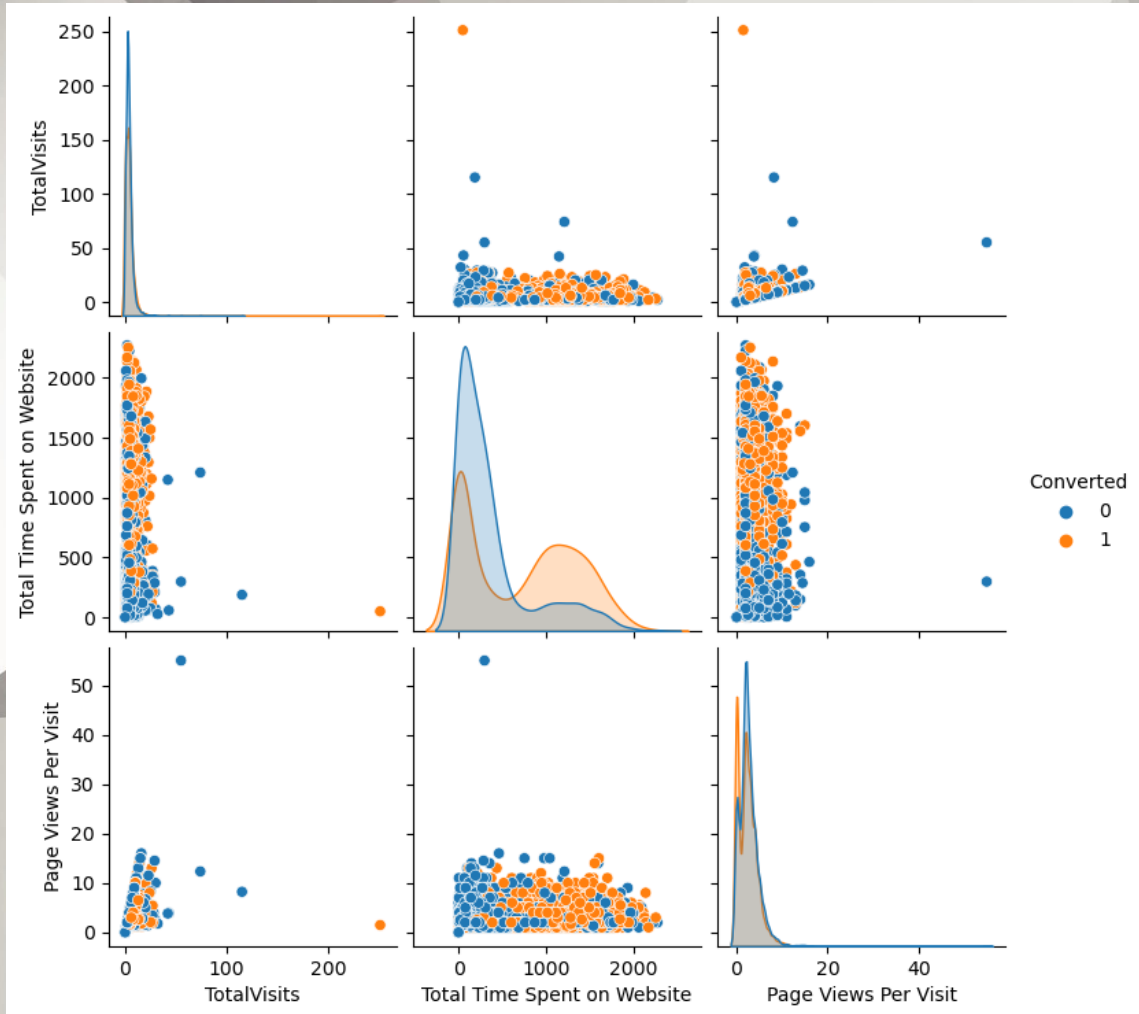 250
200
150
100
50
0
TotalVisits
2000
1500
1000
500
0
Total Time Spent on Website
Converted
0
1
50
40
30
20
10
0
Page Views Per Visit
0 100 200
TotalVisits
0 1000 2000
Total Time Spent on Website
0 20 40
Page Views Per Visit